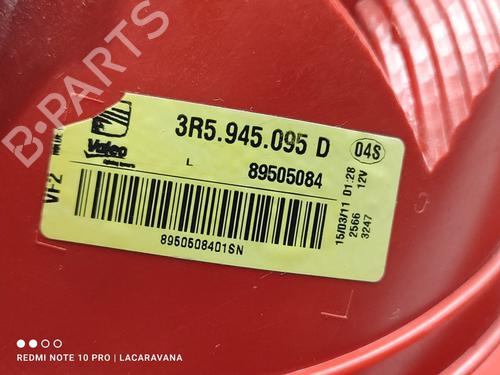 B-PARTS
3R5.945.095 D
04S
Valeo
L
89505084
VF2
8950508401SN
15/03/11 01:28
2566 12V
3247
REDMI NOTE 10 PRO | LACARAVANA